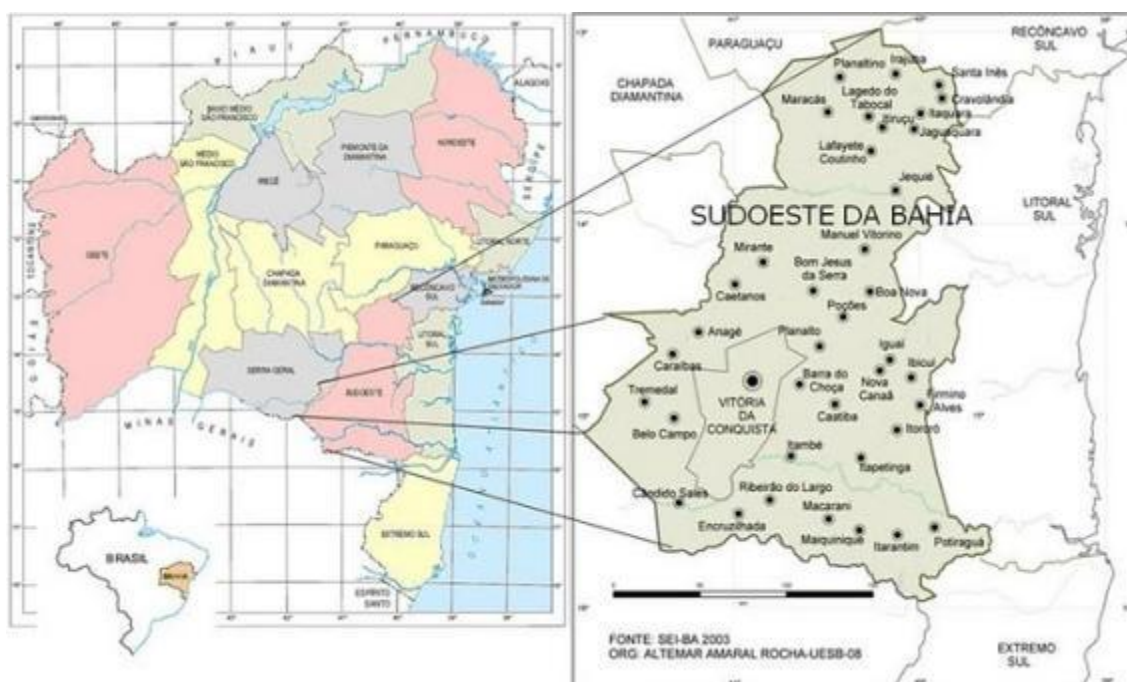 PIAUÍ
PERNAMBUCO
ALAGOAS
SERGIPE
BAIXO MÉDIO
SÃO FRANCISCO
MÉDIO
SÃO FRANCISCO
IRECÊ
PIEMONTE DA
DIAMANTINA
NORDESTE
TOCANTINS
OESTE
GOIÁS
CHAPADA
DIAMANTINA
PARAGUAÇU
LITORAL NORTE
METROPOLITANA DE
SALVADOR
RECÔNCAVO
SUL
LITORAL
SUL
SERRA GERAL
SUDOESTE
MINAS GERAIS
EXTREMO SUL
ESPÍRITO
SANTO
BRASIL
BAHIA
PARAGUAÇU
RECÔNCAVO
SUL
CHAPADA
DIAMANTINA
Planaltino
Irajuba
Santa Inês
Lagedo do
Tabocal
Cravolândia
Maracás
Itiruçu
Itaquara
Jaguaquara
Lafayete
Coutinho
Jequié
LITORAL
SUL
SUDOESTE DA BAHIA
Manuel Vitorino
Mirante
Bom Jesus
da Serra
Caetanos
Boa Nova
Poções
Anagé
Planalto
Iguaí
Ibicuí
Caraíbas
Tremedal
Barra do
Choça
Nova
Canaã
Firmino
Alves
VITÓRIA
DA
CONQUISTA
Caatiba
Belo Campo
Itororó
Itambé
Itapetinga
Cândido Sales
Ribeirão do Largo
Macarani
Encruzilhada
Maiquinique
Itarantim
Potiraguá
FONTE: SEI-BA 2003
ORG: ALTEMAR AMARAL ROCHA-UESB-08
EXTREMO
SUL